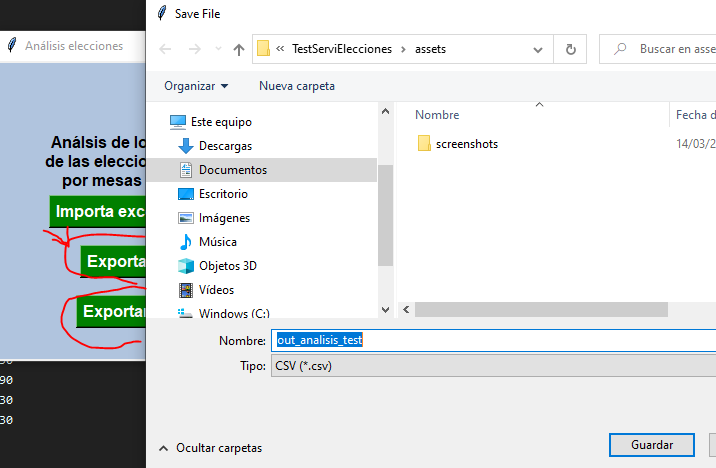 Análisis elecciones
Análsis de lo
de las eleccio
por mesas
Importa exc
Exporta
Exportar
90
30
30
Save File
« TestServiElecciones › assets
Buscar en asse
Organizar
Nueva carpeta
Este equipo
Descargas
Documentos
Escritorio
Imágenes
Música
Objetos 3D
Vídeos
Windows (C:)
Nombre
Fecha d
screenshots
14/03/2
Nombre:
out_analisis_test
Tipo:
CSV (*.csv)
Ocultar carpetas
Guardar